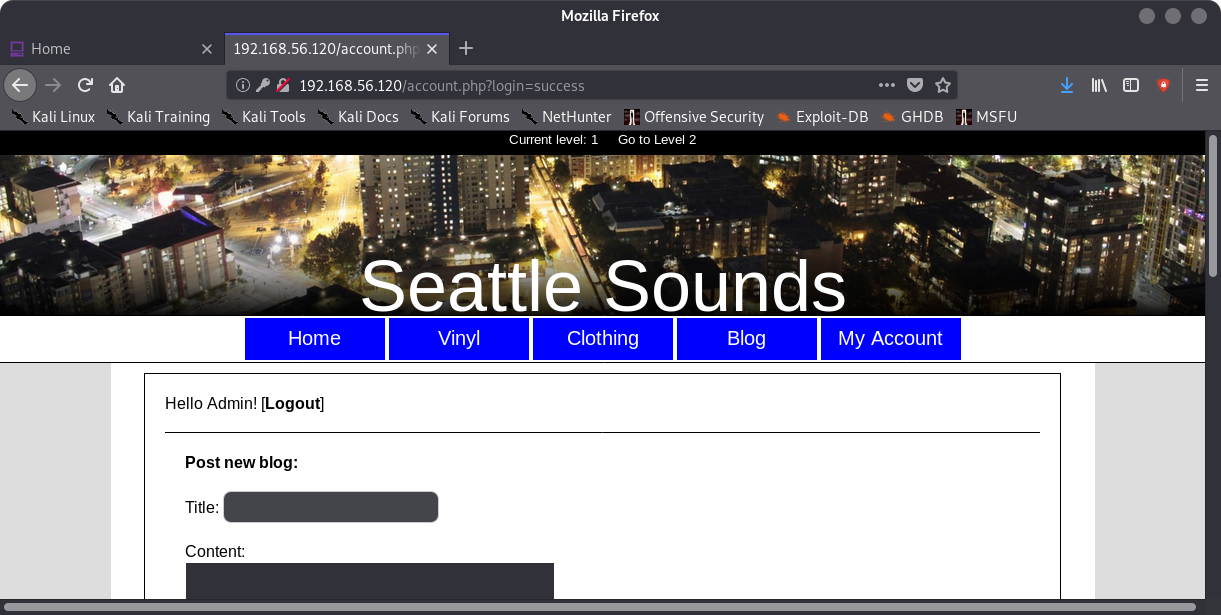 Mozilla Firefox
Home
192.168.56.120/account.php
192.168.56.120/account.php?login=success
Kali Linux Kali Training Kali Tools Kali Docs Kali Forums NetHunter Offensive Security Exploit-DB GHDB MSFU
Current level: 1 Go to Level 2
Seattle Sounds
Home Vinyl Clothing Blog My Account
Hello Admin! [Logout]
Post new blog:
Title:
Content: